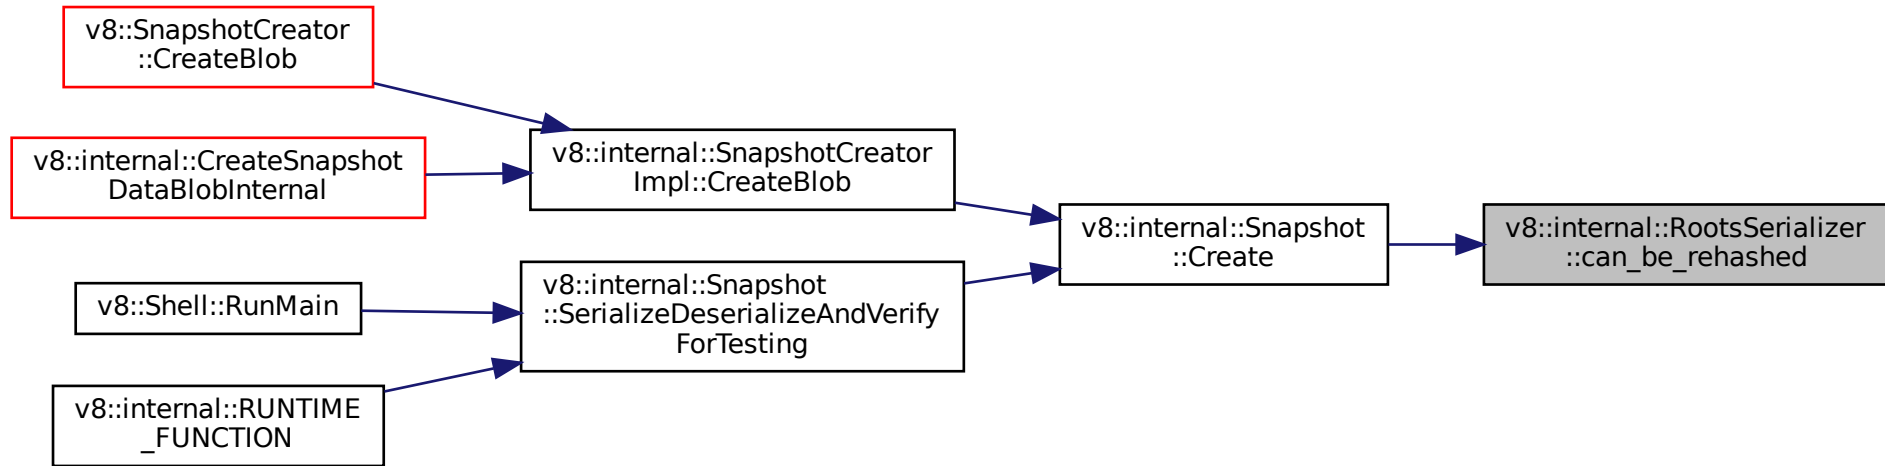 v8::SnapshotCreator
::CreateBlob
v8::internal::CreateSnapshot
DataBlobInternal
v8::internal::SnapshotCreator
Impl::CreateBlob
v8::internal::Snapshot
::Create
v8::internal::RootsSerializer
::can_be_rehashed
v8::internal::Snapshot
::SerializeDeserializeAndVerify
ForTesting
v8::Shell::RunMain
v8::internal::RUNTIME
_FUNCTION